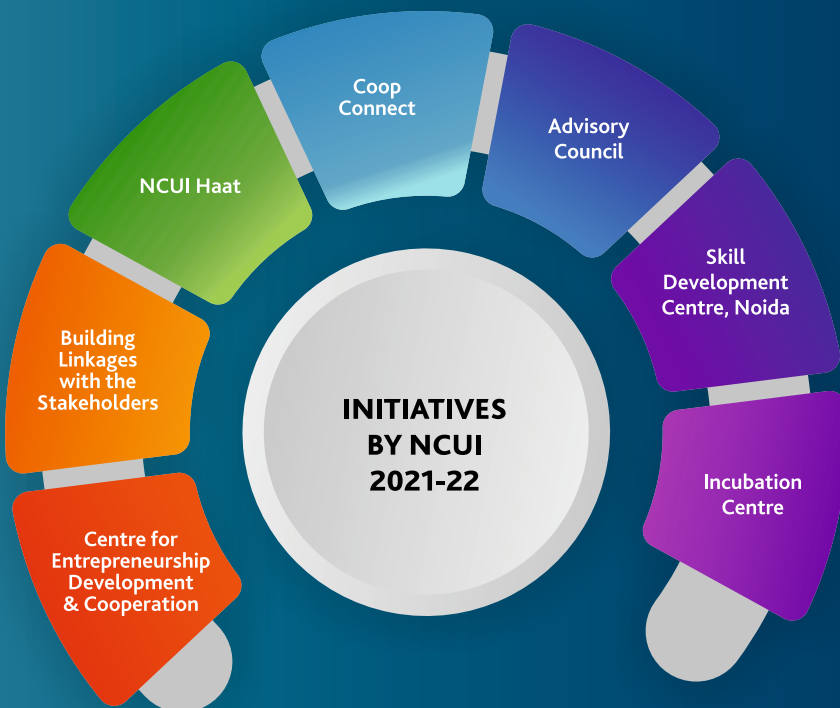 Coop
Connect
Advisory
Council
NCUI Haat
Skill
Development
Centre, Noida
Building
Linkages
with the
Stakeholders
INITIATIVES
BY NCUI
2021-22
Incubation
Centre
Centre for
Entrepreneurship
Development
& Cooperation